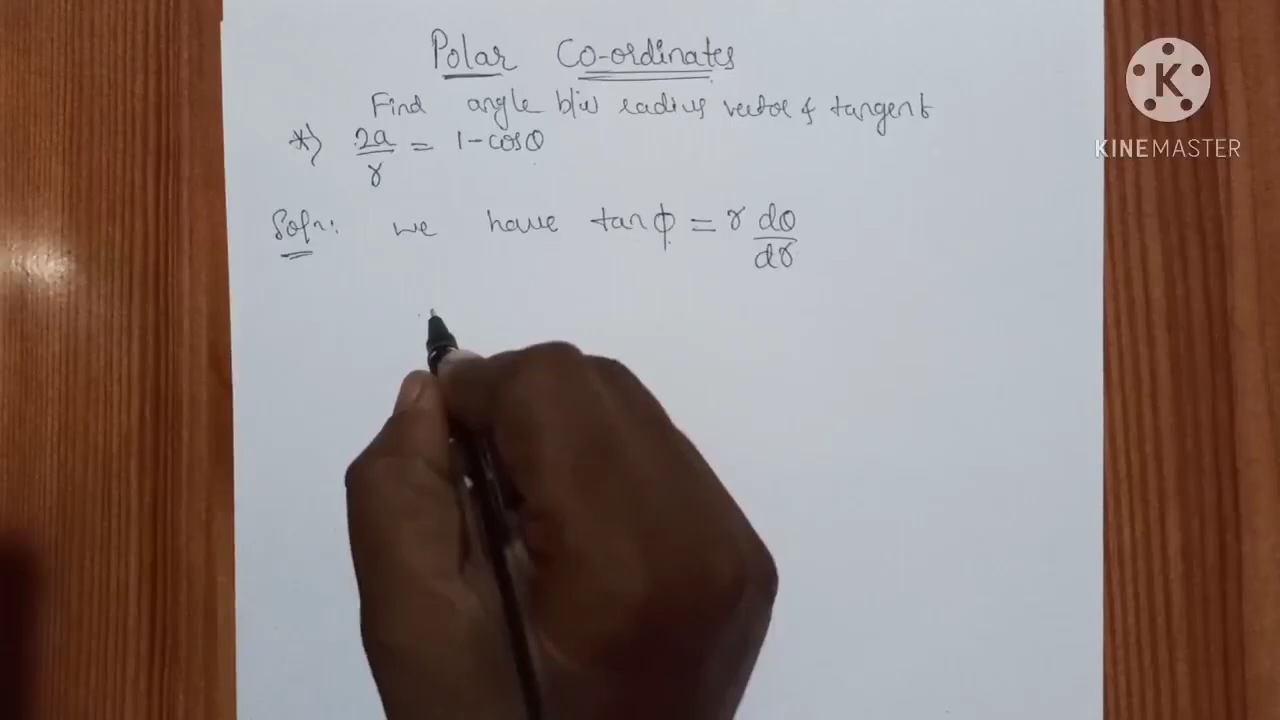 Polar Co-ordinates
Find angle b/w radius vector & tangent
*) 2a/r = 1-cosθ
Soln: we have tanϕ = r dθ/dr
K
KINEMASTER